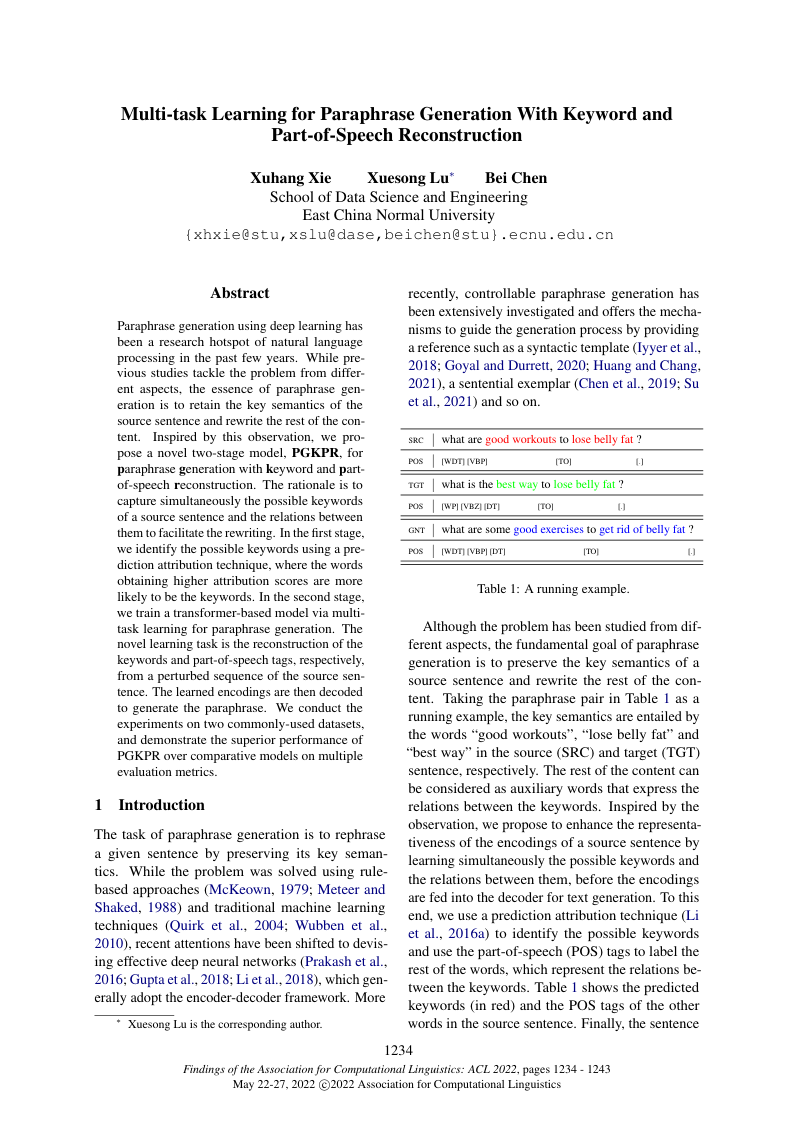 Multi-task Learning for Paraphrase Generation With Keyword and
Part-of-Speech Reconstruction
Xuhang Xie Xuesong Lu* Bei Chen
School of Data Science and Engineering
East China Normal University
{xhxie@stu,xslu@dase,beichen@stu}.ecnu.edu.cn
Abstract
Paraphrase generation using deep learning has
been a research hotspot of natural language
processing in the past few years. While pre-
vious studies tackle the problem from differ-
ent aspects, the essence of paraphrase gen-
eration is to retain the key semantics of the
source sentence and rewrite the rest of the con-
tent. Inspired by this observation, we pro-
pose a novel two-stage model, PGKPR, for
paraphrase generation with keyword and part-
of-speech reconstruction. The rationale is to
capture simultaneously the possible keywords
of a source sentence and the relations between
them to facilitate the rewriting. In the first stage,
we identify the possible keywords using a pre-
diction attribution technique, where the words
obtaining higher attribution scores are more
likely to be the keywords. In the second stage,
we train a transformer-based model via multi-
task learning for paraphrase generation. The
novel learning task is the reconstruction of the
keywords and part-of-speech tags, respectively,
from a perturbed sequence of the source sen-
tence. The learned encodings are then decoded
to generate the paraphrase. We conduct the
experiments on two commonly-used datasets,
and demonstrate the superior performance of
PGKPR over comparative models on multiple
evaluation metrics.
1 Introduction
The task of paraphrase generation is to rephrase
a given sentence by preserving its key seman-
tics. While the problem was solved using rule-
based approaches (McKeown, 1979; Meteer and
Shaked, 1988) and traditional machine learning
techniques (Quirk et al., 2004; Wubben et al.,
2010), recent attentions have been shifted to devis-
ing effective deep neural networks (Prakash et al.,
2016; Gupta et al., 2018; Li et al., 2018), which gen-
erally adopt the encoder-decoder framework. More
* Xuesong Lu is the corresponding author.
recently, controllable paraphrase generation has
been extensively investigated and offers the mecha-
nisms to guide the generation process by providing
a reference such as a syntactic template (Iyyer et al.,
2018; Goyal and Durrett, 2020; Huang and Chang,
2021), a sentential exemplar (Chen et al., 2019; Su
et al., 2021) and so on.
SRC what are good workouts to lose belly fat ?
POS [WDT] [VBP] [TO] [.]
TGT what is the best way to lose belly fat ?
POS [WP] [VBZ] [DT] [TO] [.]
GNT what are some good exercises to get rid of belly fat ?
POS [WDT] [VBP] [DT] [TO] [.]
Table 1: A running example.
Although the problem has been studied from dif-
ferent aspects, the fundamental goal of paraphrase
generation is to preserve the key semantics of a
source sentence and rewrite the rest of the con-
tent. Taking the paraphrase pair in Table 1 as a
running example, the key semantics are entailed by
the words “good workouts”, “lose belly fat” and
“best way” in the source (SRC) and target (TGT)
sentence, respectively. The rest of the content can
be considered as auxiliary words that express the
relations between the keywords. Inspired by the
observation, we propose to enhance the representa-
tiveness of the encodings of a source sentence by
learning simultaneously the possible keywords and
the relations between them, before the encodings
are fed into the decoder for text generation. To this
end, we use a prediction attribution technique (Li
et al., 2016a) to identify the possible keywords
and use the part-of-speech (POS) tags to label the
rest of the words, which represent the relations be-
tween the keywords. Table 1 shows the predicted
keywords (in red) and the POS tags of the other
words in the source sentence. Finally, the sentence
1234
Findings of the Association for Computational Linguistics: ACL 2022, pages 1234 - 1243
May 22-27, 2022 ©2022 Association for Computational Linguistics